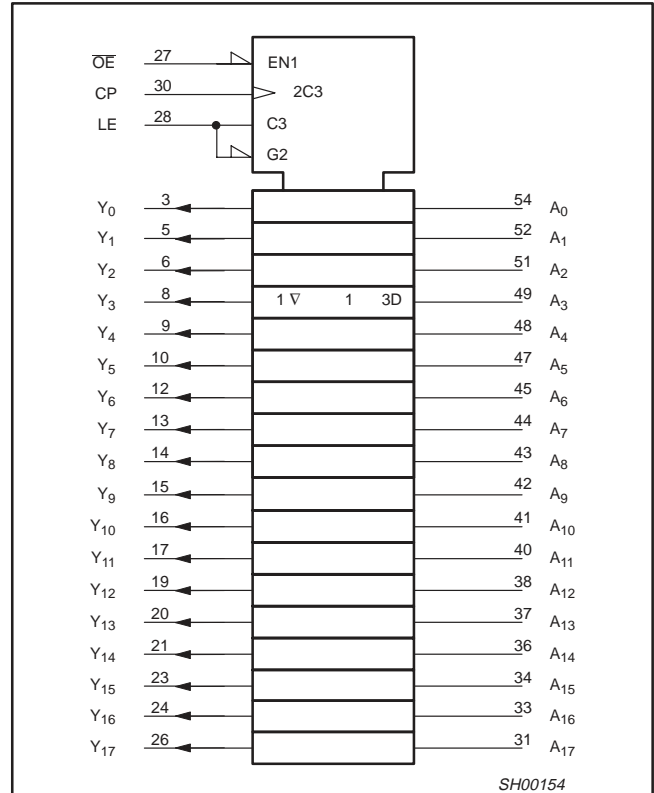 O̅E̅ 27 EN1
CP 30 2C3
LE 28 C3
G2
Y0 3 54 A0
Y1 5 52 A1
Y2 6 51 A2
Y3 8 1 ∇ 1 3D 49 A3
Y4 9 48 A4
Y5 10 47 A5
Y6 12 45 A6
Y7 13 44 A7
Y8 14 43 A8
Y9 15 42 A9
Y10 16 41 A10
Y11 17 40 A11
Y12 19 38 A12
Y13 20 37 A13
Y14 21 36 A14
Y15 23 34 A15
Y16 24 33 A16
Y17 26 31 A17
SH00154